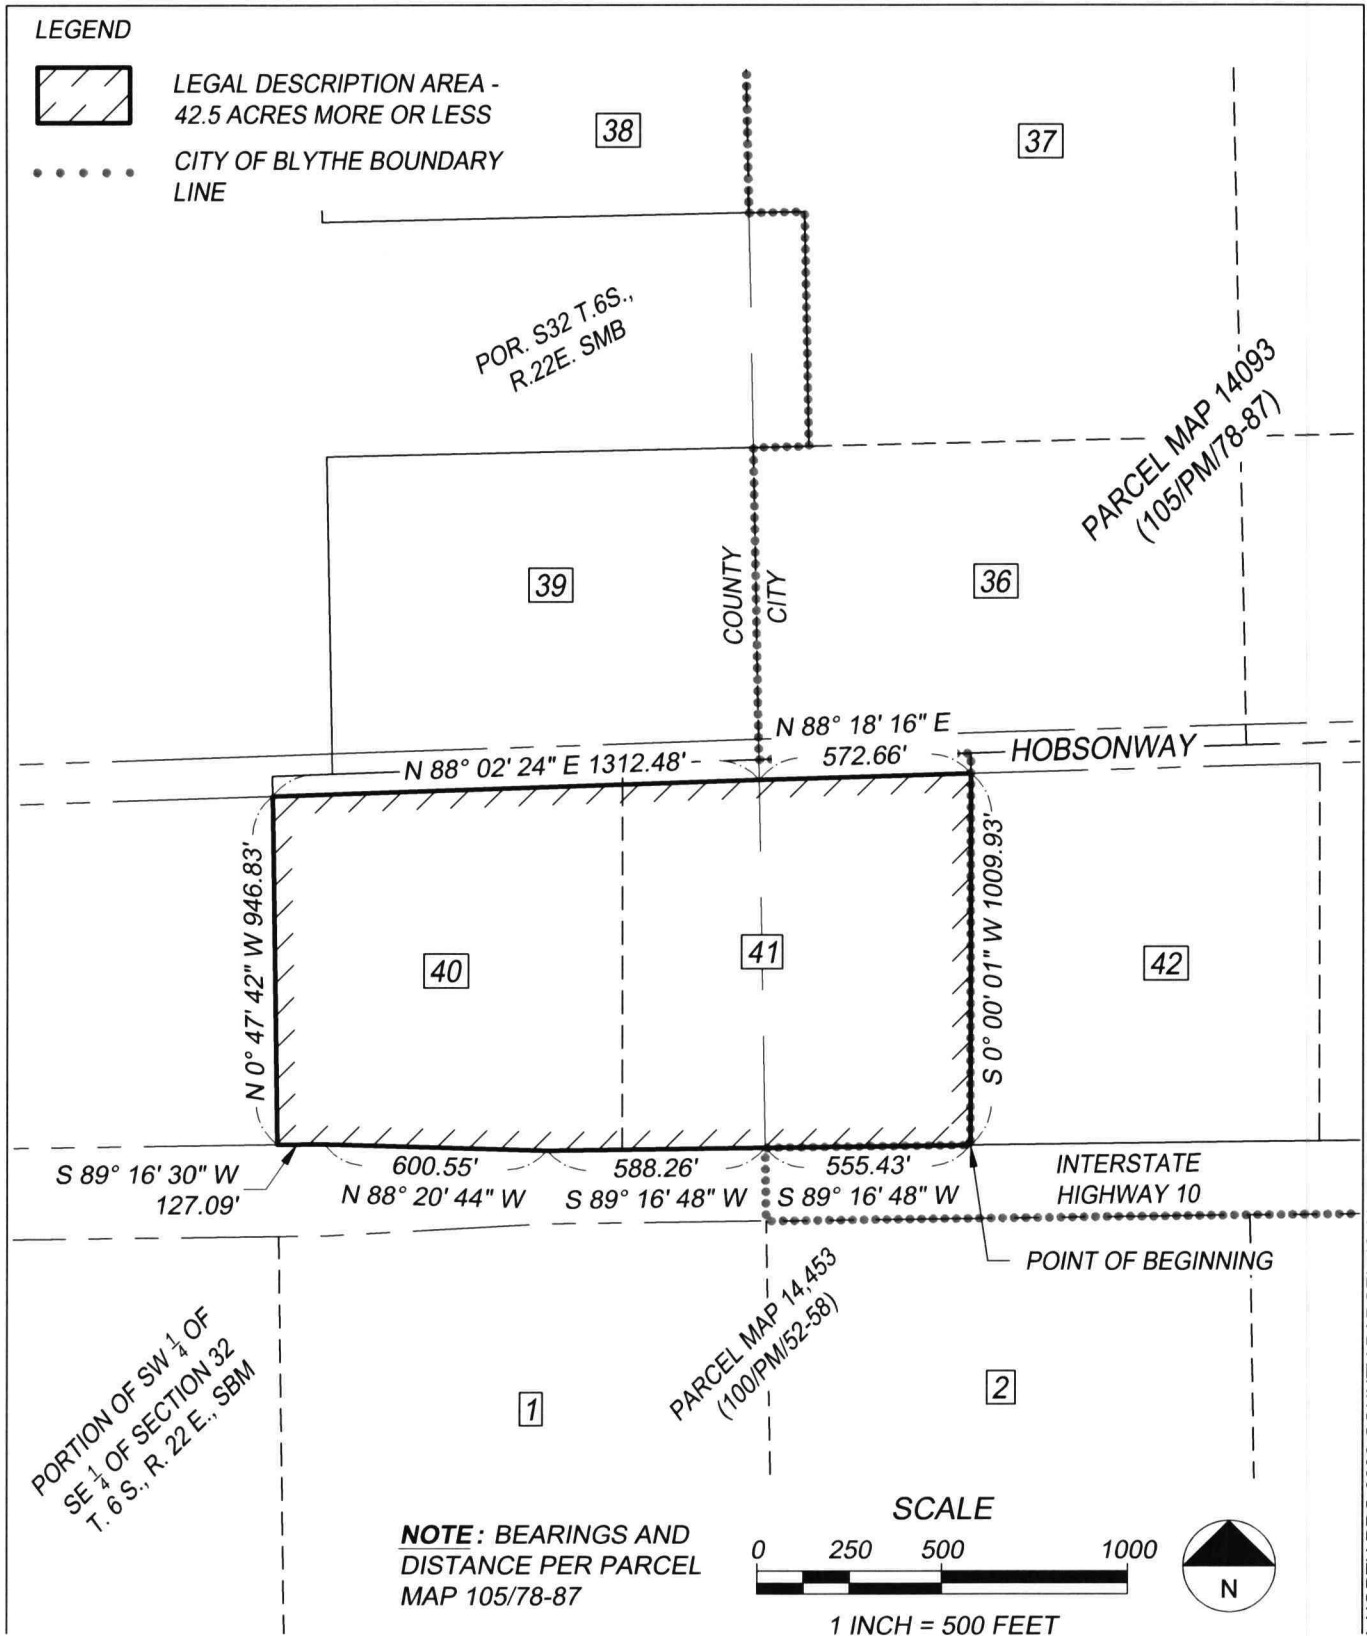 LEGEND
LEGAL DESCRIPTION AREA -
42.5 ACRES MORE OR LESS
CITY OF BLYTHE BOUNDARY
LINE
38
37
POR. S32 T.6S.,
R.22E. SMB
PARCEL MAP 14093
(105/PM/78-87)
39
COUNTY
CITY
36
N 88° 18' 16" E
572.66'
HOBSONWAY
N 88° 02' 24" E 1312.48'
N 0° 47' 42" W 946.83'
40
41
S 0° 00' 01" W 1009.93'
42
S 89° 16' 30" W
127.09'
600.55'
N 88° 20' 44" W
588.26'
S 89° 16' 48" W
555.43'
S 89° 16' 48" W
INTERSTATE
HIGHWAY 10
POINT OF BEGINNING
PORTION OF SW 1/4 OF
SE 1/4 OF SECTION 32
T. 6 S., R. 22 E., SBM
1
PARCEL MAP 14,453
(100/PM/52-58)
2
NOTE: BEARINGS AND
DISTANCE PER PARCEL
MAP 105/78-87
SCALE
0 250 500 1000
1 INCH = 500 FEET
N